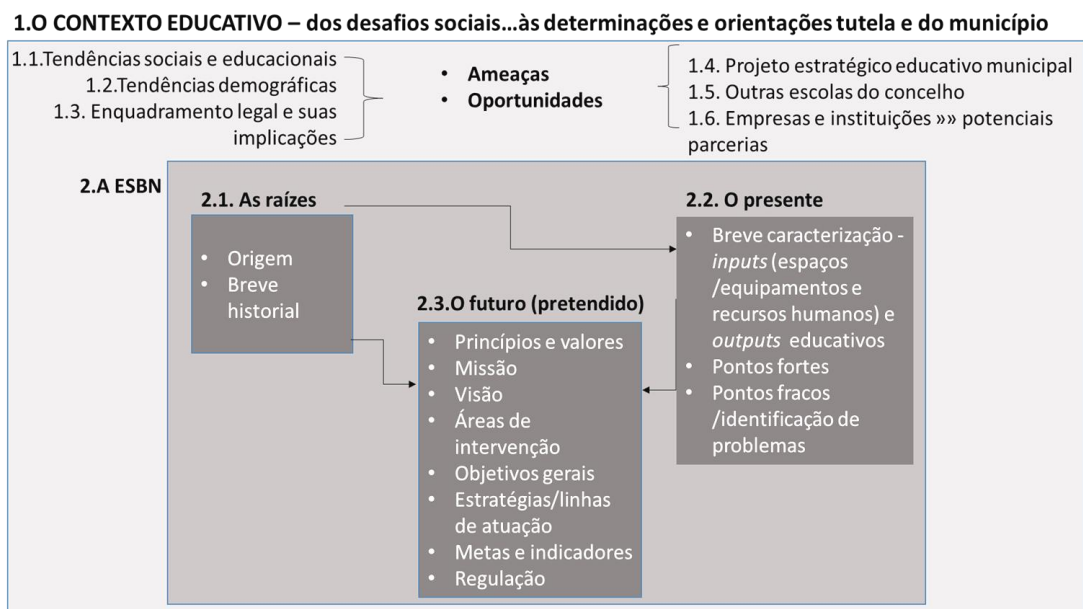 1.O CONTEXTO EDUCATIVO – dos desafios sociais...às determinações e orientações tutela e do município
1.1.Tendências sociais e educacionais
1.2.Tendências demográficas
1.3. Enquadramento legal e suas
implicações
• Ameaças
• Oportunidades
1.4. Projeto estratégico educativo municipal
1.5. Outras escolas do concelho
1.6. Empresas e instituições »» potenciais
parcerias
2.A ESBN
2.1. As raízes
• Origem
• Breve
historial
2.2. O presente
• Breve caracterização -
inputs (espaços
/equipamentos e
recursos humanos) e
outputs educativos
• Pontos fortes
• Pontos fracos
/identificação de
problemas
2.3.O futuro (pretendido)
• Princípios e valores
• Missão
• Visão
• Áreas de
intervenção
• Objetivos gerais
• Estratégias/linhas
de atuação
• Metas e indicadores
• Regulação